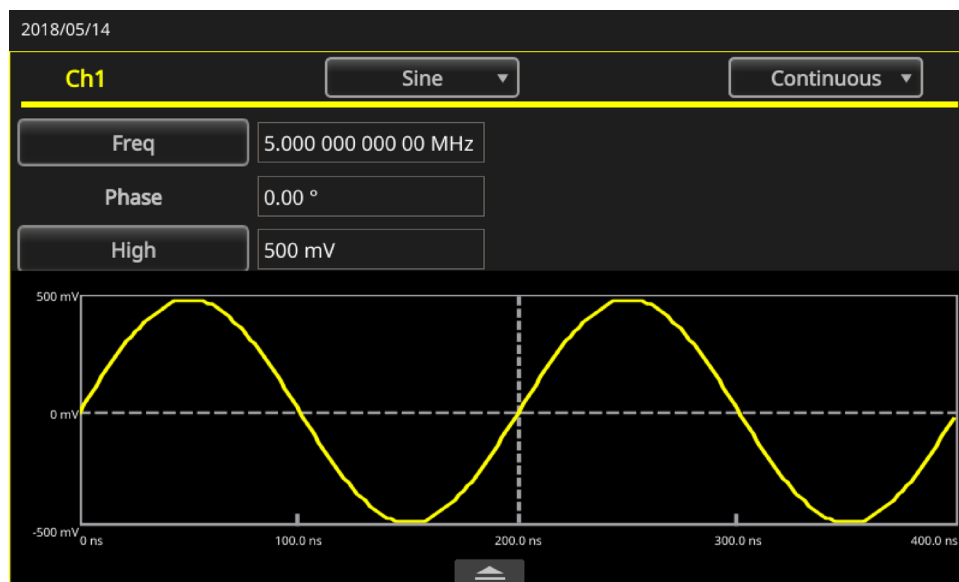 2018/05/14
Ch1 Sine Continuous
Freq 5.000 000 000 00 MHz
Phase 0.00 °
High 500 mV
500 mV
0 mV
-500 mV
0 ns 100.0 ns 200.0 ns 300.0 ns 400.0 ns